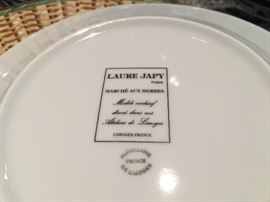 LAURE JAPY
PARIS
MARCHÉ AUX HERBES
Modèle exclusif
décoré dans nos
Ateliers de Limoges
LIMOGES-FRANCE
PORCELAINE
FRANCE
DE LIMOGES